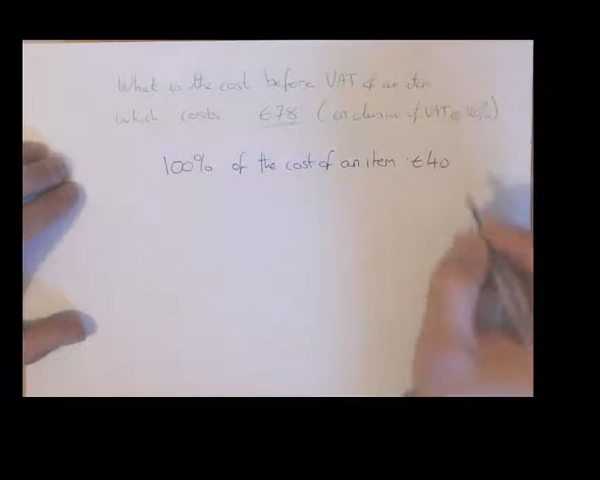 What is the cost before VAT of an item
which costs €78 (inclusive of VAT @ 20%)
100% of the cost of an item €40